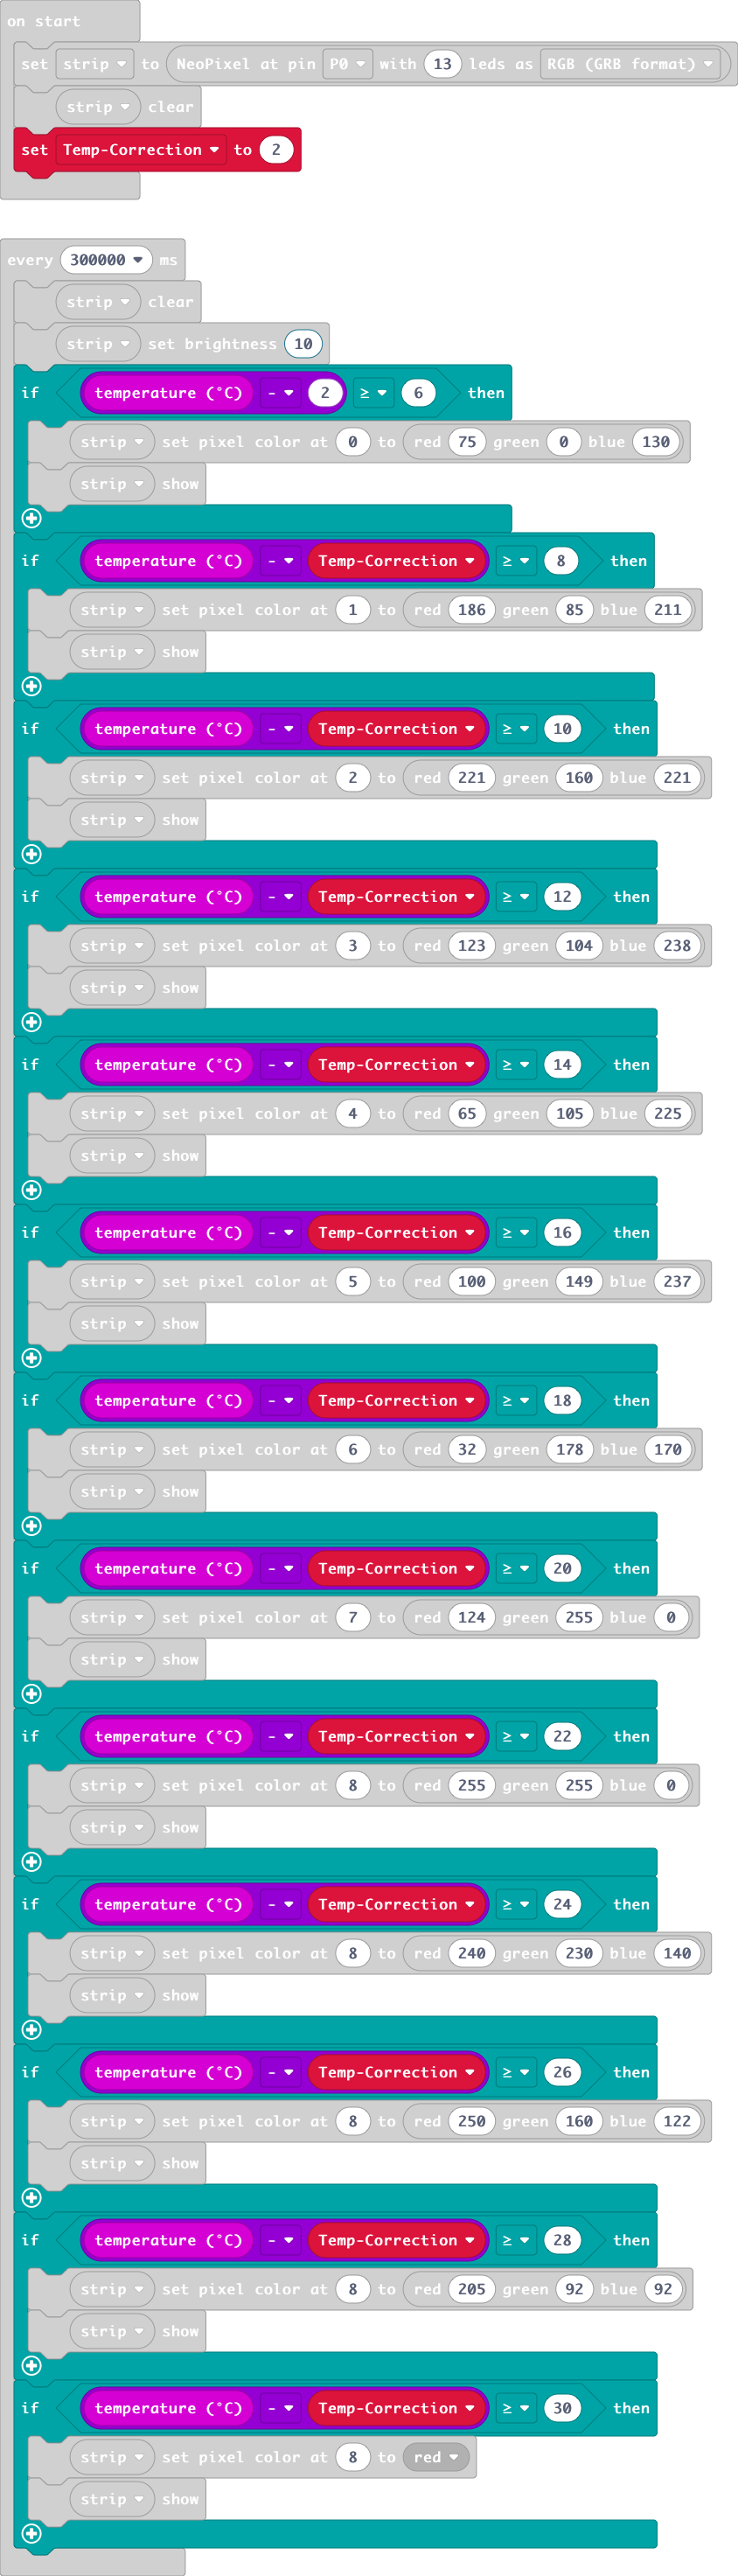 on start
set strip to NeoPixel at pin P0 with 13 leds as RGB (GRB format)
strip clear
set Temp-Correction to 2
every 300000 ms
strip clear
strip set brightness 10
if temperature (°C) - 2 ≥ 6 then
strip set pixel color at 0 to red 75 green 0 blue 130
strip show
if temperature (°C) - Temp-Correction ≥ 8 then
strip set pixel color at 1 to red 186 green 85 blue 211
strip show
if temperature (°C) - Temp-Correction ≥ 10 then
strip set pixel color at 2 to red 221 green 160 blue 221
strip show
if temperature (°C) - Temp-Correction ≥ 12 then
strip set pixel color at 3 to red 123 green 104 blue 238
strip show
if temperature (°C) - Temp-Correction ≥ 14 then
strip set pixel color at 4 to red 65 green 105 blue 225
strip show
if temperature (°C) - Temp-Correction ≥ 16 then
strip set pixel color at 5 to red 100 green 149 blue 237
strip show
if temperature (°C) - Temp-Correction ≥ 18 then
strip set pixel color at 6 to red 32 green 178 blue 170
strip show
if temperature (°C) - Temp-Correction ≥ 20 then
strip set pixel color at 7 to red 124 green 255 blue 0
strip show
if temperature (°C) - Temp-Correction ≥ 22 then
strip set pixel color at 8 to red 255 green 255 blue 0
strip show
if temperature (°C) - Temp-Correction ≥ 24 then
strip set pixel color at 8 to red 240 green 230 blue 140
strip show
if temperature (°C) - Temp-Correction ≥ 26 then
strip set pixel color at 8 to red 250 green 160 blue 122
strip show
if temperature (°C) - Temp-Correction ≥ 28 then
strip set pixel color at 8 to red 205 green 92 blue 92
strip show
if temperature (°C) - Temp-Correction ≥ 30 then
strip set pixel color at 8 to red
strip show